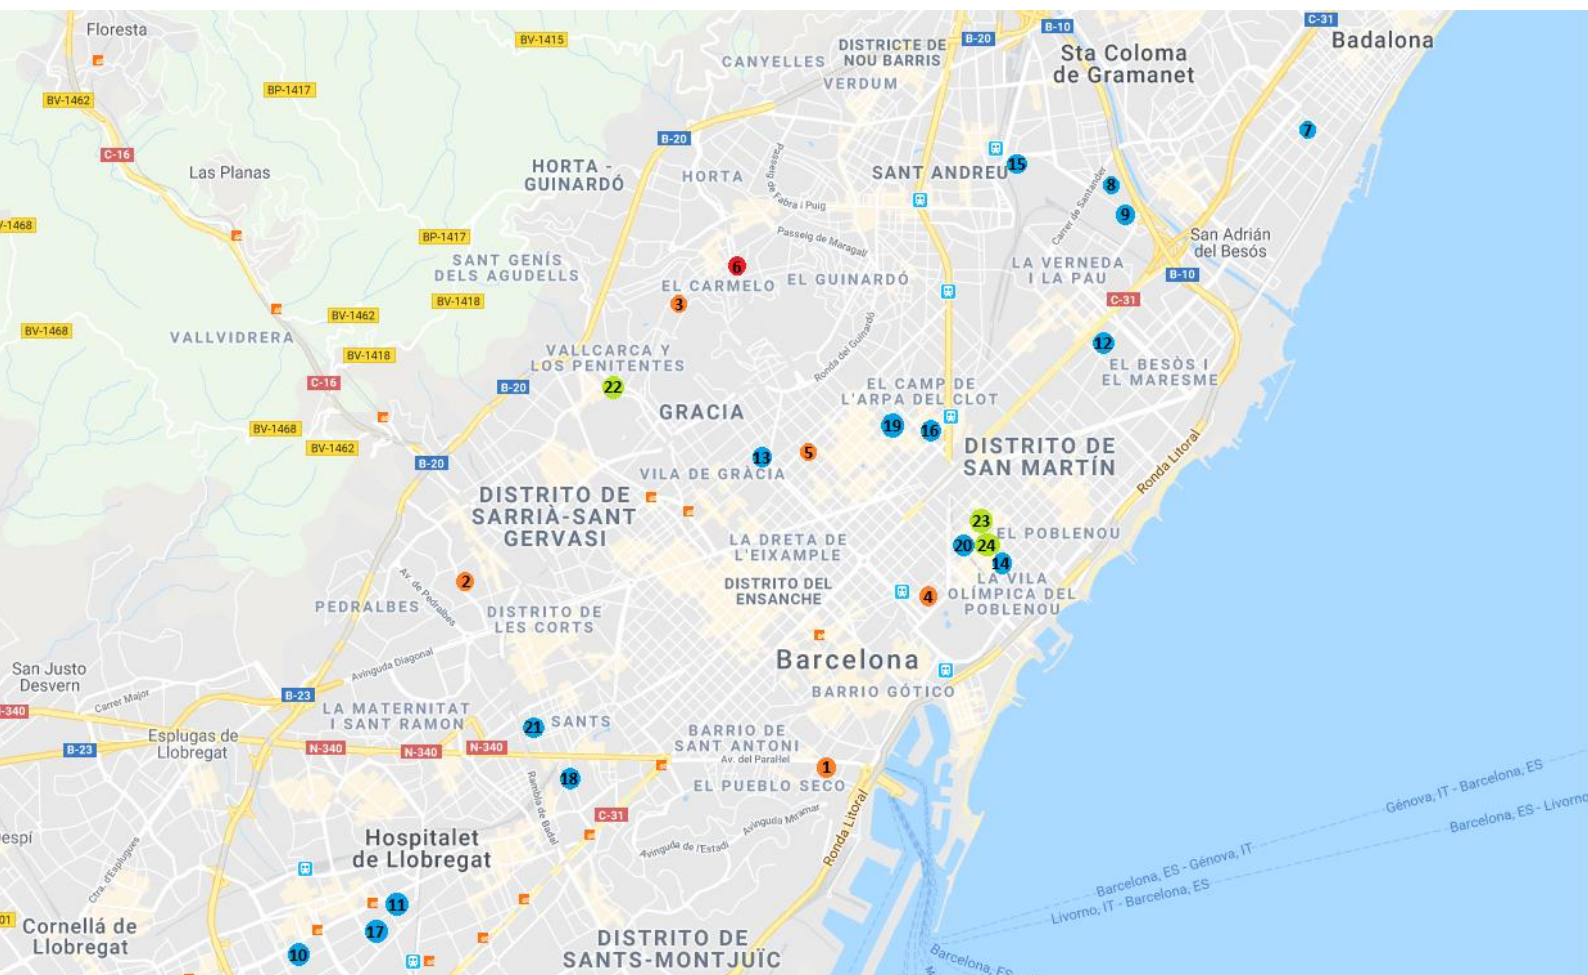 Floresta
BV-1415
DISTRICTE DE
NOU BARRIS
B-20
B-10
C-31
Badalona
Sta Coloma
de Gramanet
CANYELLES
VERDUM
BV-1462
BP-1417
C-16
B-20
7
Las Planas
HORTA -
GUINARDÓ
HORTA
Passeig de Fabra i Puig
SANT ANDREU
15
Carrer de Santander
8
9
V-1468
BP-1417
Passeig de Maragall
San Adrián
del Besós
SANT GENÍS
DELS AGUDELLS
6
EL CARMELO
EL GUINARDÓ
LA VERNEDA
I LA PAU
B-10
BV-1418
3
C-31
BV-1462
BV-1468
VALLVIDRERA
BV-1418
VALLCARCA Y
LOS PENITENTES
Ronda del Guinardó
12
EL BESÒS I
EL MARESME
C-16
B-20
22
EL CAMP DE
L'ARPA DEL CLOT
GRACIA
BV-1468
BV-1462
19
16
DISTRITO DE
SAN MARTÍN
Ronda Litoral
B-20
13
5
VILA DE GRÀCIA
DISTRITO DE
SARRIÀ-SANT
GERVASI
23
EL POBLENOU
LA DRETA DE
L'EIXAMPLE
20
24
14
2
Av. de Pedralbes
DISTRITO DEL
ENSANCHE
4
LA VILA
OLÍMPICA DEL
POBLENOU
PEDRALBES
DISTRITO DE
LES CORTS
San Justo
Desvern
Avinguda Diagonal
Barcelona
BARRIO GÓTICO
Carrer Major
B-23
-340
LA MATERNITAT
I SANT RAMON
21
SANTS
Esplugas de
Llobregat
B-23
N-340
N-340
N-340
BARRIO DE
SANT ANTONI
Av. del Paral·lel
1
EL PUEBLO SECO
18
Rambla de Badal
C-31
Avinguda Miramar
Ronda Litoral
Génova, IT - Barcelona, ES
Barcelona, ES - Livorno
espí
Hospitalet
de Llobregat
Avinguda de l'Estadi
Ctra. d'Esplugues
Barcelona, ES - Génova, IT
Livorno, IT - Barcelona, ES
11
01
Cornellá de
Llobregat
17
10
DISTRITO DE
SANTS-MONTJUÏC
Barcelona, ES